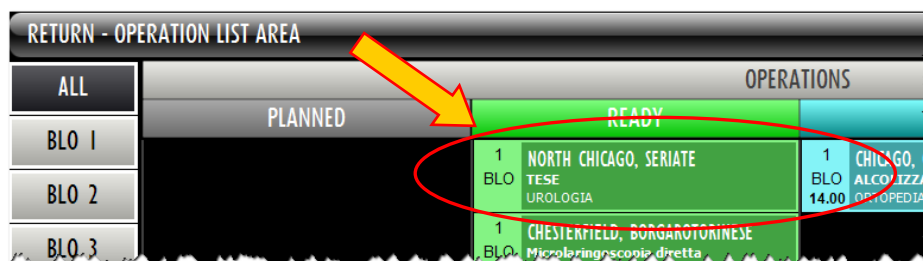 RETURN - OPERATION LIST AREA
ALL
OPERATIONS
PLANNED
READY
BLO 1
1
BLO
NORTH CHICAGO, SERIATE
TESE
UROLOGIA
1
BLO
14.00
CHICAGO,
ALCOLIZZA
ORTOPEDIA
BLO 2
1
BLO
CHESTERFIELD, BORGAROTORINESE
Microlaringoscopia diretta
BLO 3